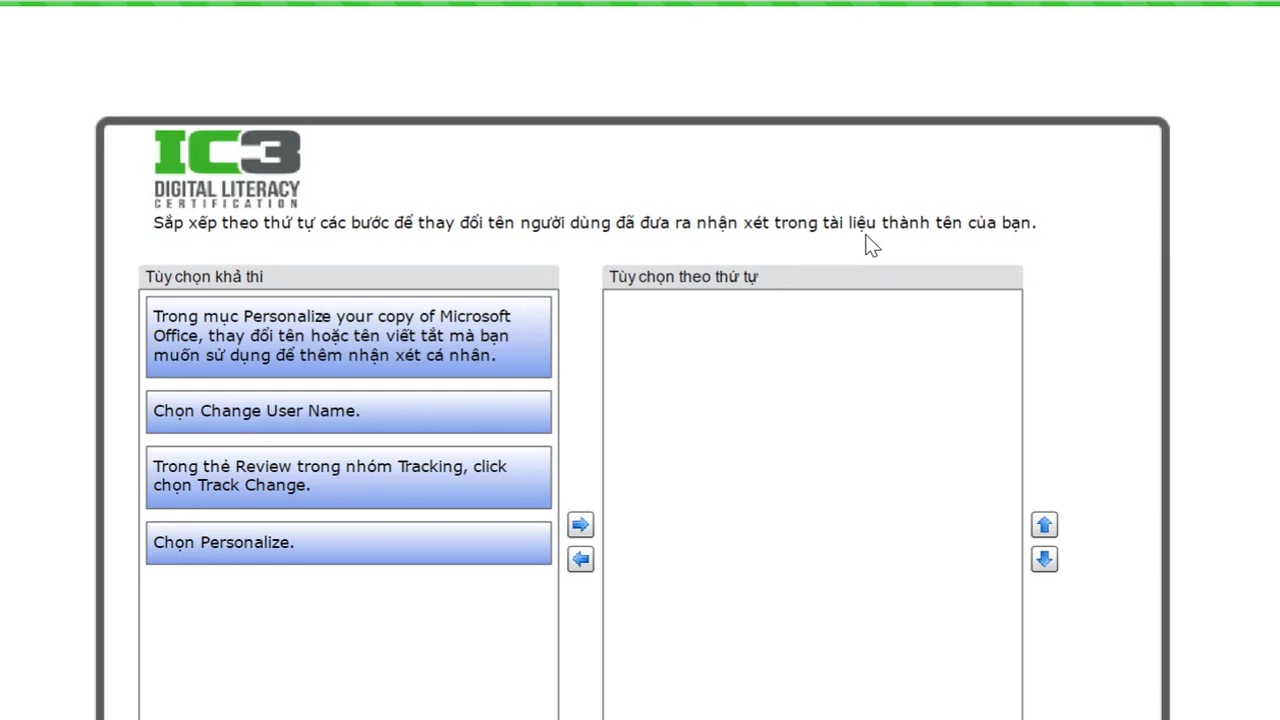 IC3
DIGITAL LITERACY
CERTIFICATION
Sắp xếp theo thứ tự các bước để thay đổi tên người dùng đã đưa ra nhận xét trong tài liệu thành tên của bạn.
Tùy chọn khả thi
Trong mục Personalize your copy of Microsoft
Office, thay đổi tên hoặc tên viết tắt mà bạn
muốn sử dụng để thêm nhận xét cá nhân.
Chọn Change User Name.
Trong thẻ Review trong nhóm Tracking, click
chọn Track Change.
Chọn Personalize.
Tùy chọn theo thứ tự